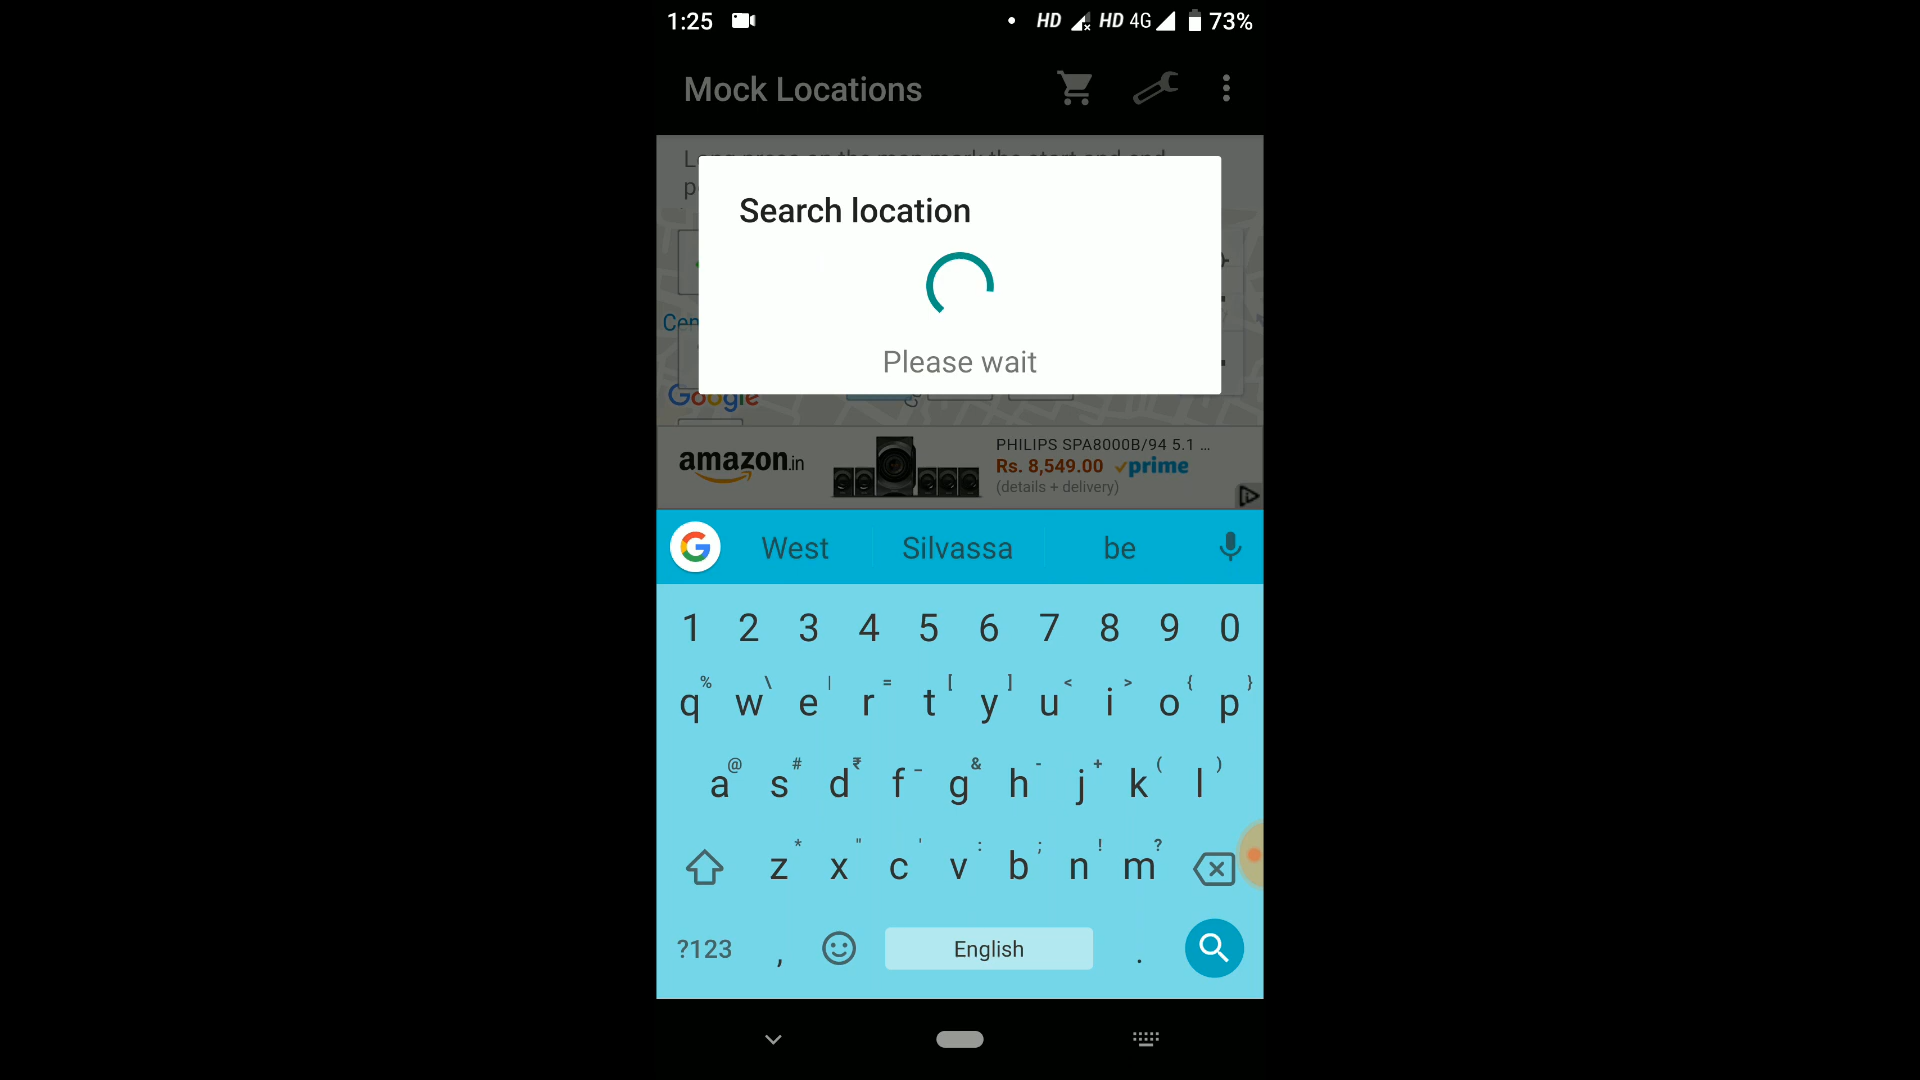 1:25 HD HD 4G 73%
Mock Locations
Search location
Please wait
Cen
Google
amazon.in
PHILIPS SPA8000B/94 5.1 ...
Rs. 8,549.00 prime
(details + delivery)
West Silvassa be
1 2 3 4 5 6 7 8 9 0
% \ | = [ ] < > { }
q w e r t y u i o p
@ # ₹ _ & - + ( )
a s d f g h j k l
* " ' : ; ! ?
z x c v b n m
?123 , English .